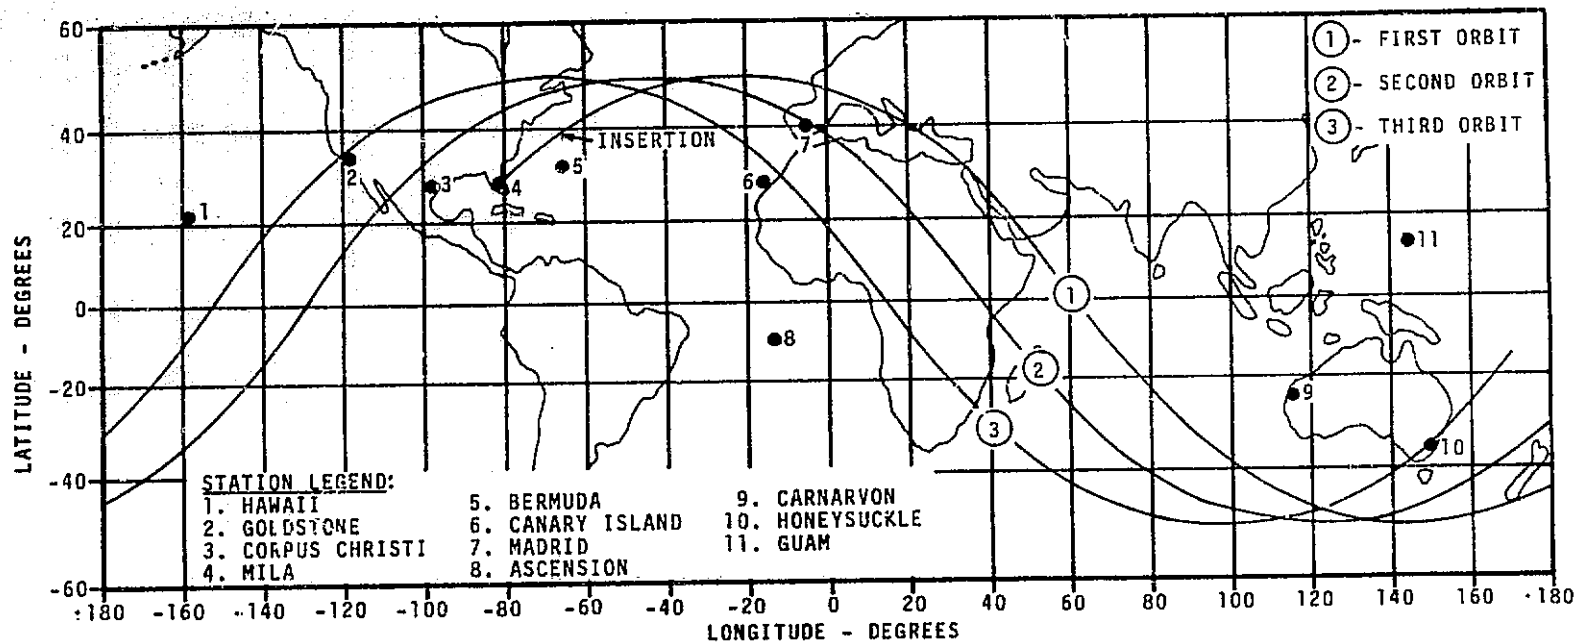 60
40
20
0
-20
-40
-60
LATITUDE - DEGREES
① - FIRST ORBIT
② - SECOND ORBIT
③ - THIRD ORBIT
INSERTION
1
2
3
4
5
6
7
8
9
10
11
1
2
3
STATION LEGEND:
1. HAWAII
2. GOLDSTONE
3. CORPUS CHRISTI
4. MILA
5. BERMUDA
6. CANARY ISLAND
7. MADRID
8. ASCENSION
9. CARNARVON
10. HONEYSUCKLE
11. GUAM
-180 -160 -140 -120 -100 -80 -60 -40 -20 0 20 40 60 80 100 120 140 160 180
LONGITUDE - DEGREES